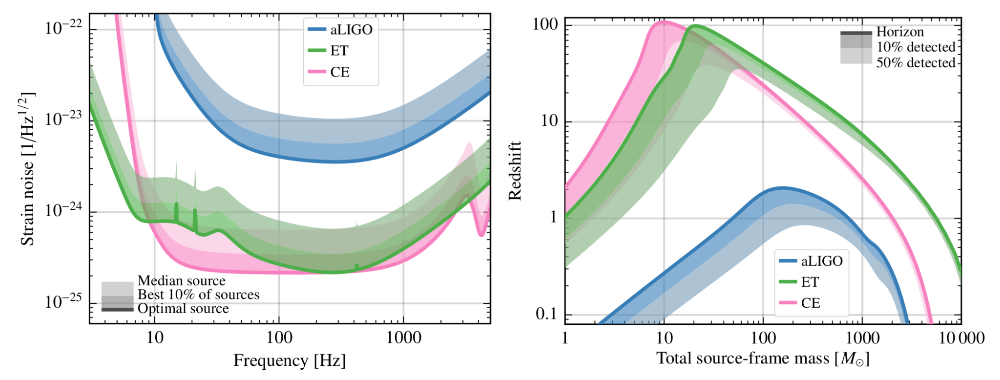 10⁻²²
10⁻²³
10⁻²⁴
10⁻²⁵
Strain noise [1/Hz^1/2]
aLIGO
ET
CE
Median source
Best 10% of sources
Optimal source
10 100 1000
Frequency [Hz]
100
10
1
0.1
Redshift
Horizon
10% detected
50% detected
aLIGO
ET
CE
1 10 100 1000 10 000
Total source-frame mass [M⊙]